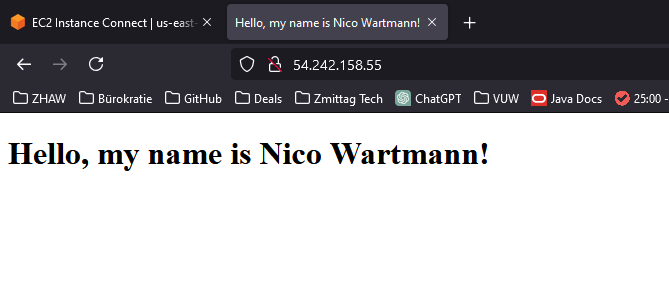 EC2 Instance Connect | us-east-
Hello, my name is Nico Wartmann!
54.242.158.55
ZHAW Bürokratie GitHub Deals Zmittag Tech ChatGPT VUW Java Docs 25:00 -
Hello, my name is Nico Wartmann!